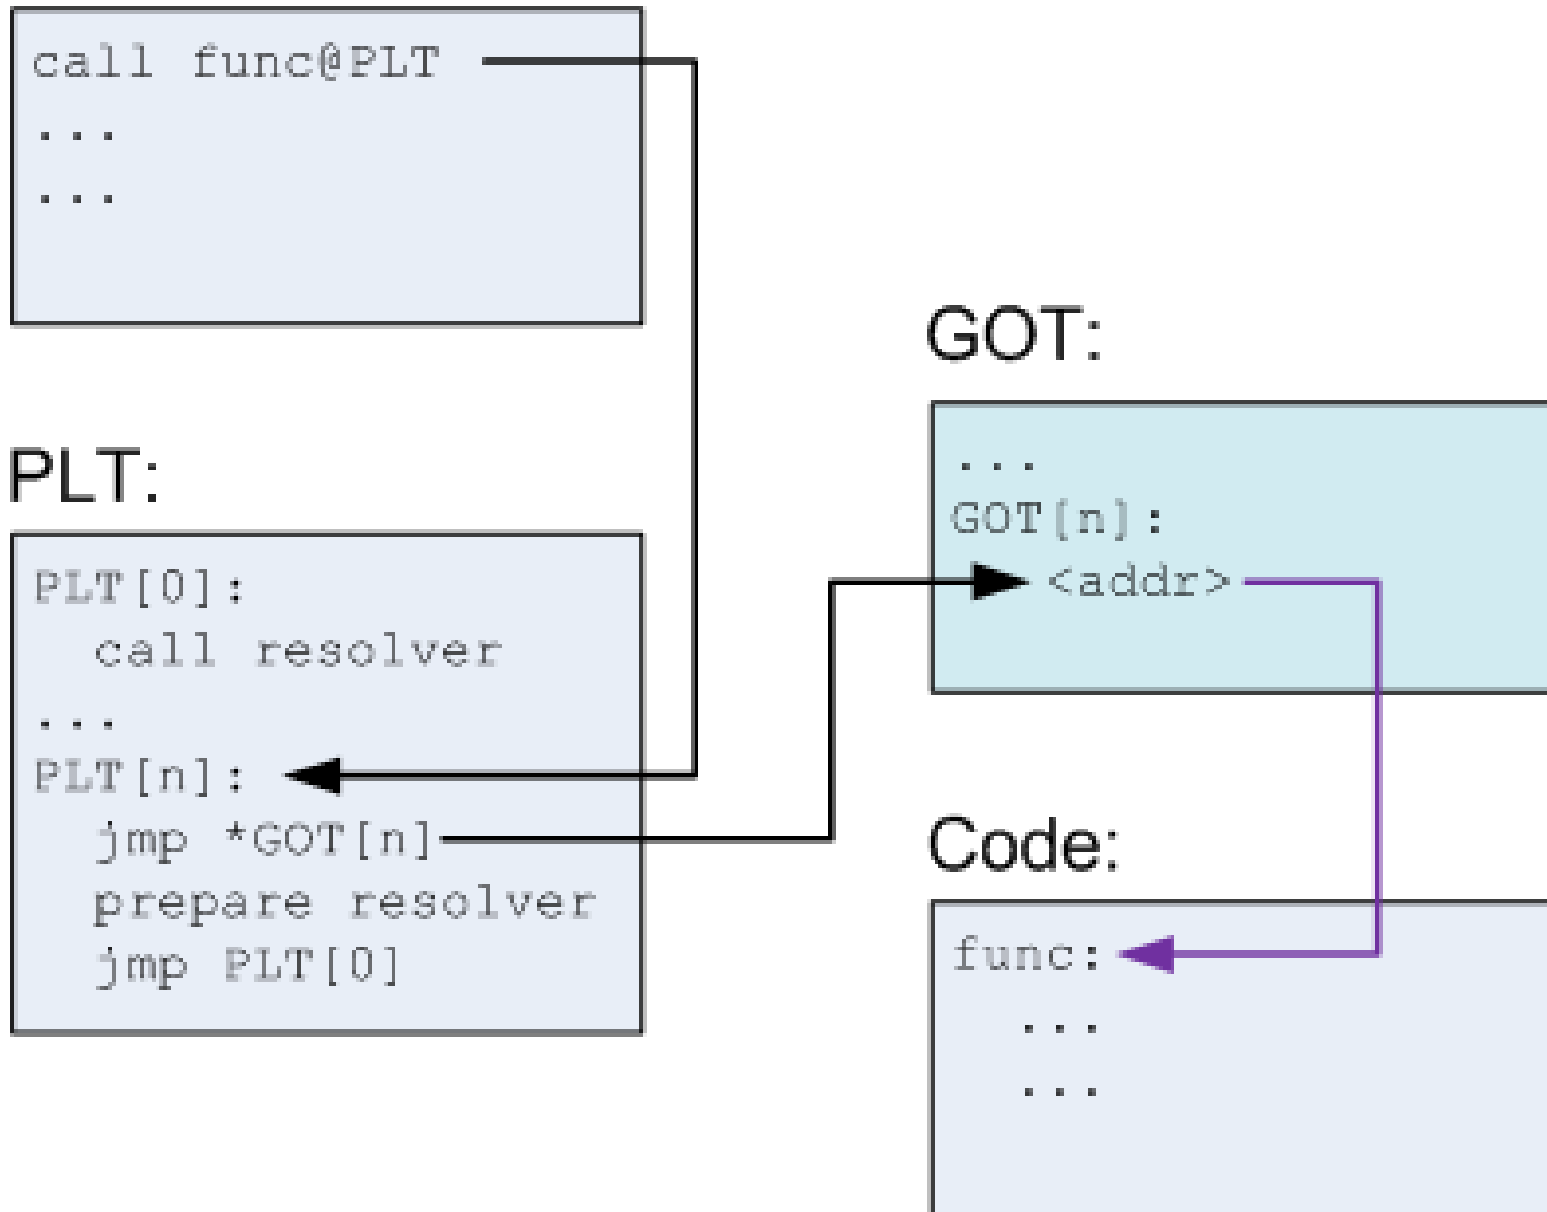 call func@PLT
...
...
PLT:
PLT[0]:
call resolver
...
PLT[n]:
jmp *GOT[n]
prepare resolver
jmp PLT[0]
GOT:
...
GOT[n]:
<addr>
Code:
func:
...
...